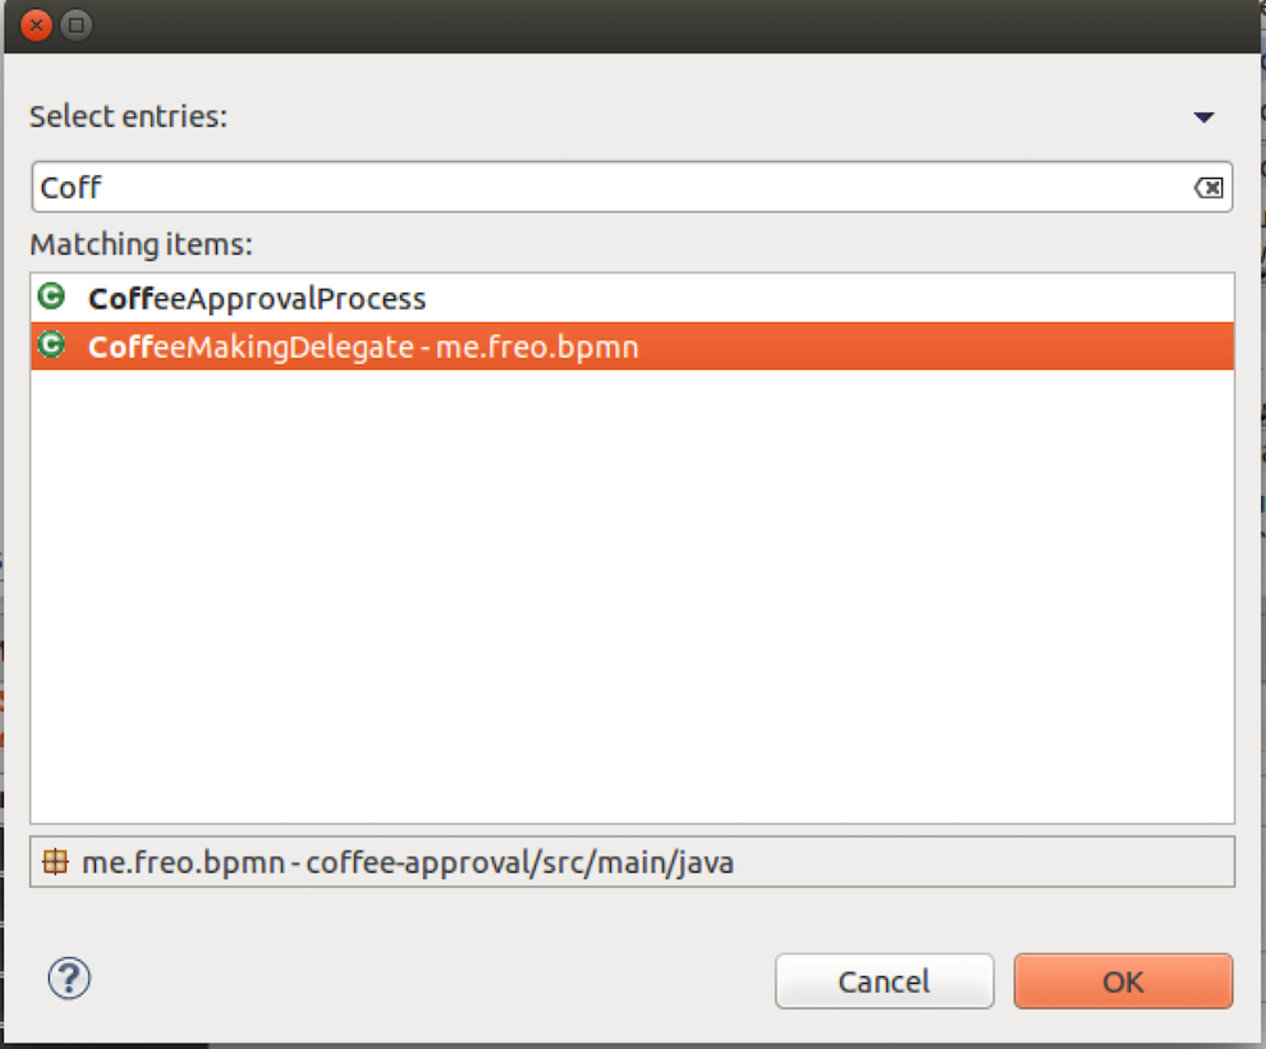 Select entries:
Coff
Matching items:
CoffeeApprovalProcess
CoffeeMakingDelegate - me.freo.bpmn
me.freo.bpmn - coffee-approval/src/main/java
Cancel
OK